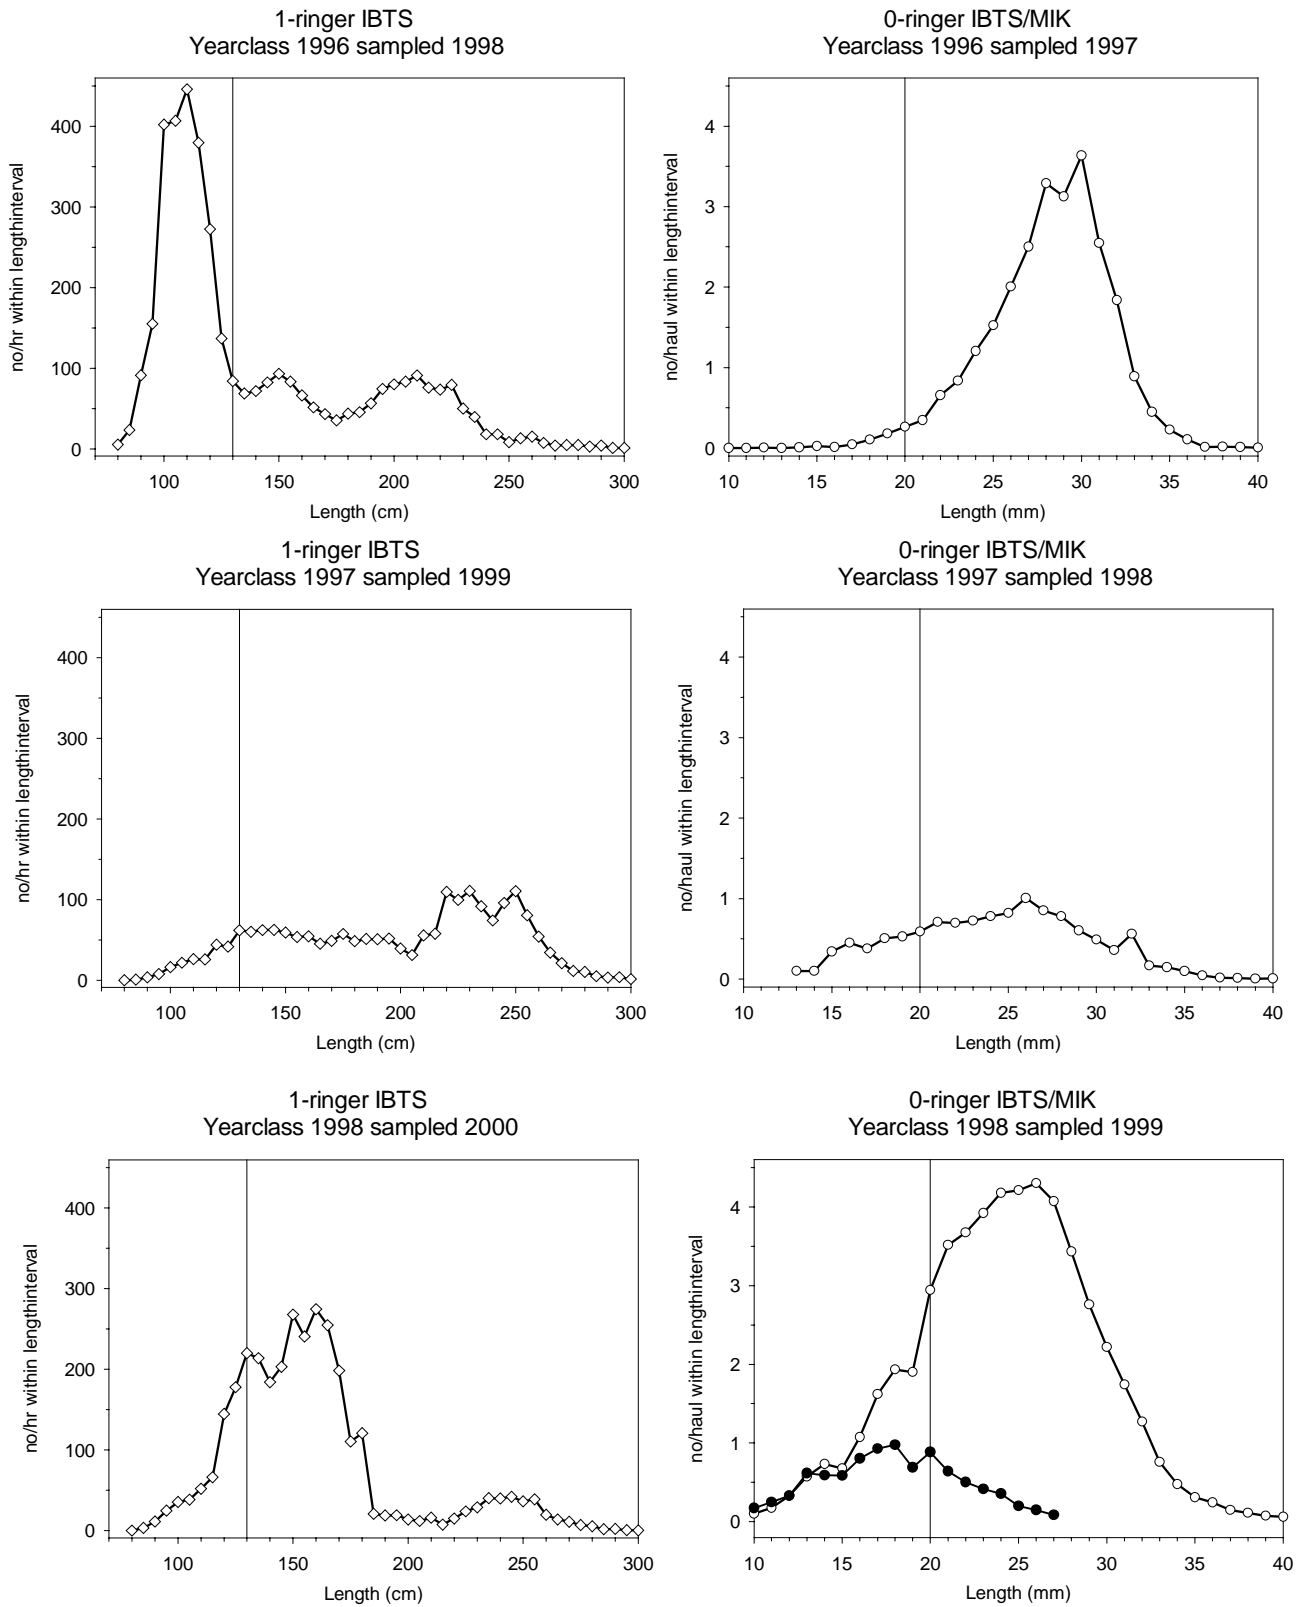 1-ringer IBTS
Yearclass 1996 sampled 1998
no/hr within lengthinterval
400
300
200
100
0
100 150 200 250 300
Length (cm)
0-ringer IBTS/MIK
Yearclass 1996 sampled 1997
no/haul within lengthinterval
4
3
2
1
0
10 15 20 25 30 35 40
Length (mm)
1-ringer IBTS
Yearclass 1997 sampled 1999
no/hr within lengthinterval
400
300
200
100
0
100 150 200 250 300
Length (cm)
0-ringer IBTS/MIK
Yearclass 1997 sampled 1998
no/haul within lengthinterval
4
3
2
1
0
10 15 20 25 30 35 40
Length (mm)
1-ringer IBTS
Yearclass 1998 sampled 2000
no/hr within lengthinterval
400
300
200
100
0
100 150 200 250 300
Length (cm)
0-ringer IBTS/MIK
Yearclass 1998 sampled 1999
no/haul within lengthinterval
4
3
2
1
0
10 15 20 25 30 35 40
Length (mm)